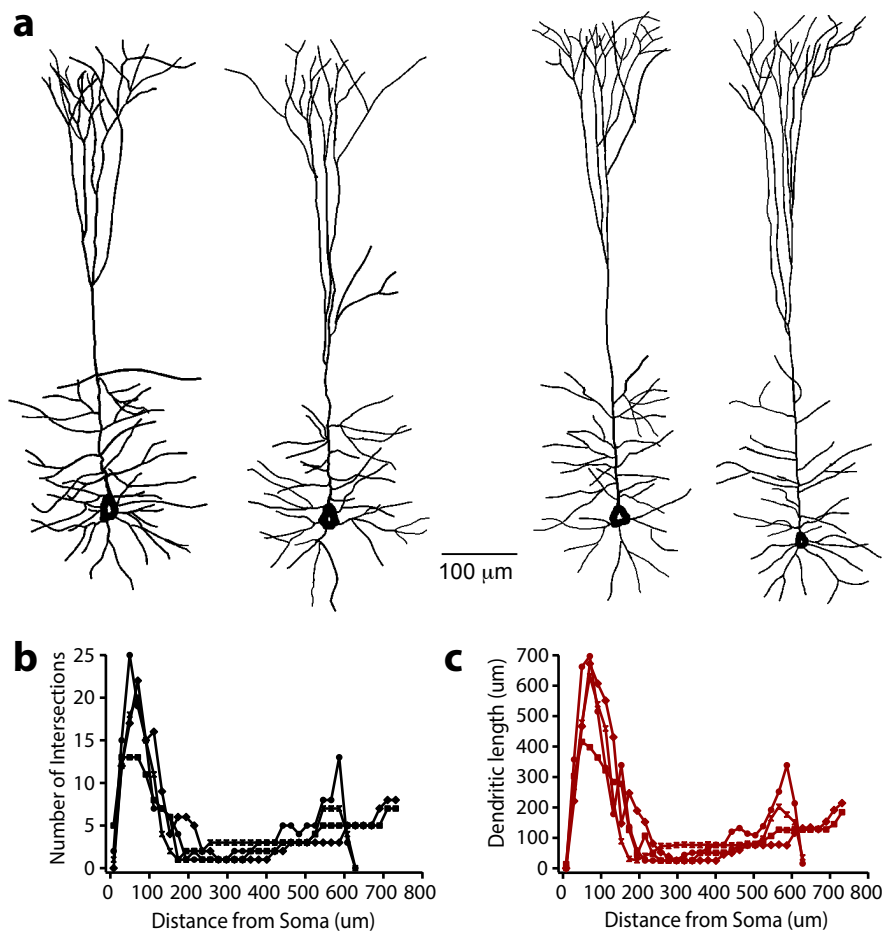 a
100 μm
b
Number of Intersections
25
20
15
10
5
0
0 100 200 300 400 500 600 700 800
Distance from Soma (um)
c
Dendritic length (um)
700
600
500
400
300
200
100
0
0 100 200 300 400 500 600 700 800
Distance from Soma (um)